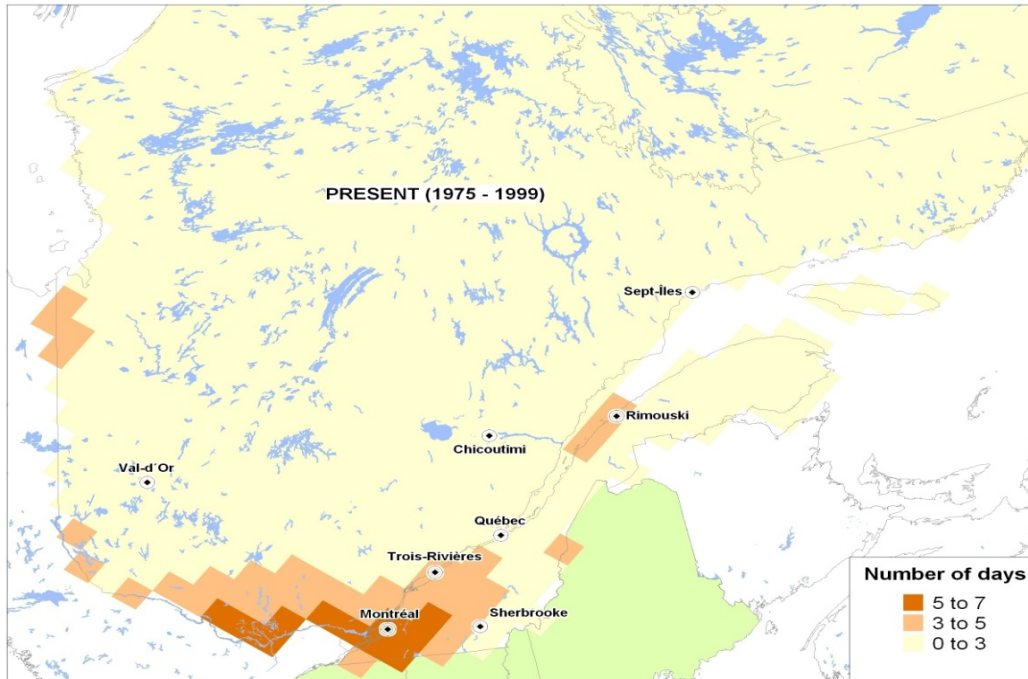 PRESENT (1975 - 1999)
Sept-Îles
Rimouski
Chicoutimi
Val-d´Or
Québec
Trois-Rivières
Montréal
Sherbrooke
Number of days
5 to 7
3 to 5
0 to 3